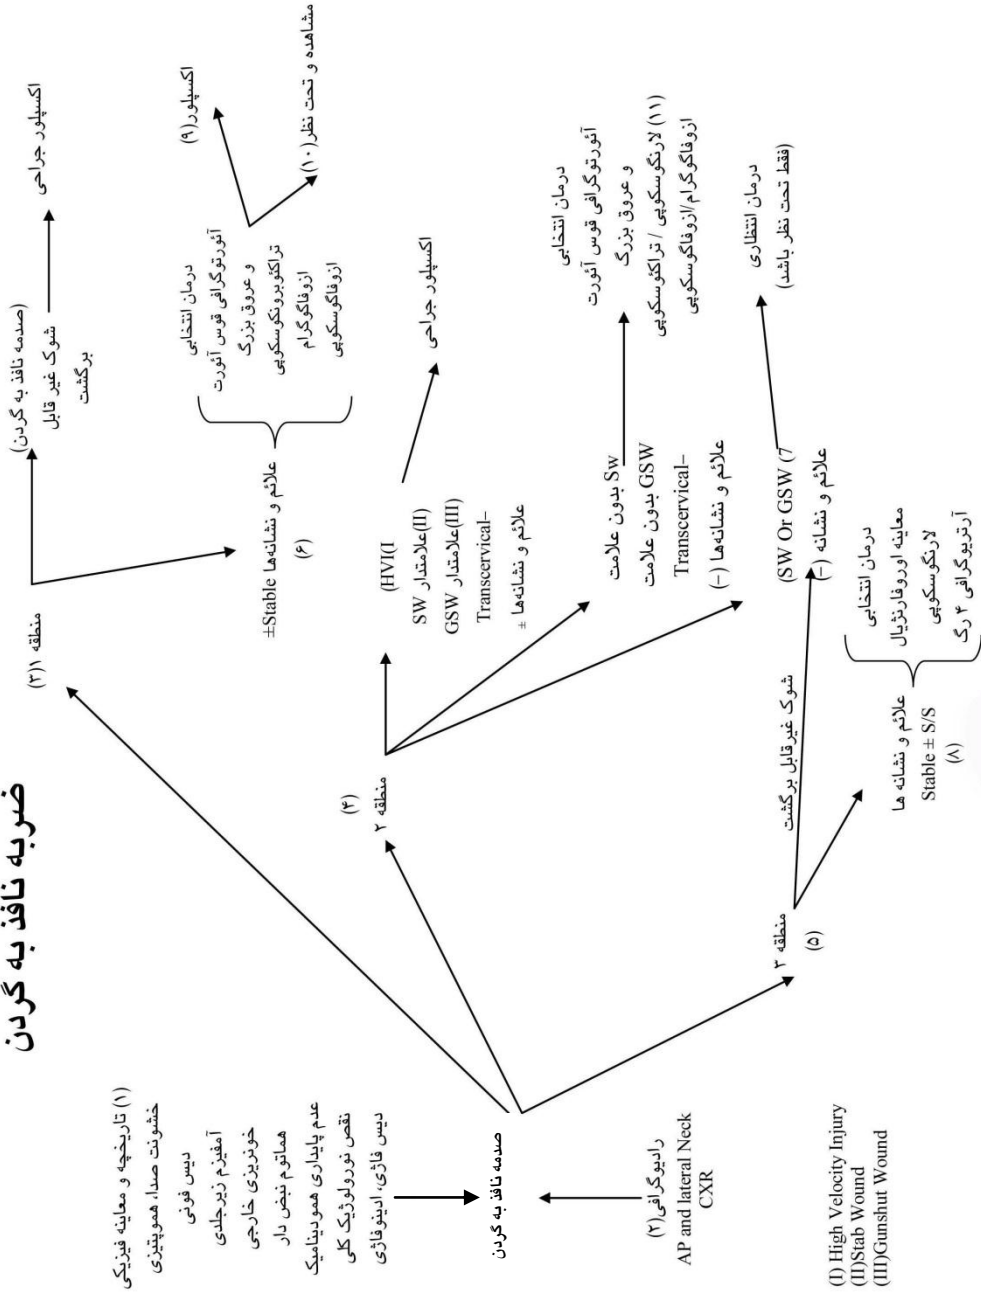 ضربه نافذ به گردن
(۱) تاریخچه و معاینه فیزیکی
خشونت صدا، هموپتیزی
دیس فونی
آمفیزم زیرجلدی
خونریزی خارجی
هماتوم نبض دار
عدم پایداری همودینامیک
نقص نورولوژیک کلی
دیس فاژی، ادینوفاژی
صدمه نافذ به گردن
رادیوگرافی(۲)
AP and lateral Neck
CXR
(I) High Velocity Injury
(II)Stab Wound
(III)Gunshut Wound
منطقه ۱(۳)
(صدمه نافذ به گردن)
شوک غیر قابل
برگشت
اکسپلور جراحی
±Stable علائم و نشانه‌ها
(۶)
درمان انتخابی
آئورتوگرافی قوس آئورت
و عروق بزرگ
تراکئوبرونکوسکوپی
ازوفاگوگرام
ازوفاگوسکوپی
اکسپلور(۹)
مشاهده و تحت نظر(۱۰)
(۴)
منطقه ۲
(HVI(I
SW علامتدار(II)
GSW علامتدار(III)
Transcervical–
± علائم و نشانه‌ها
اکسپلور جراحی
Sw بدون علامت
GSW بدون علامت
Transcervical–
علائم و نشانه‌ها (–)
درمان انتخابی
آئورتوگرافی قوس آئورت
و عروق بزرگ
(۱۱) لارنگوسکوپی / تراکئوسکوپی
ازوفاگوگرام/ازوفاگوسکوپی
(SW Or GSW (7
علائم و نشانه (–)
درمان انتظاری
(فقط تحت نظر باشد)
منطقه ۳
(۵)
شوک غیرقابل برگشت
علائم و نشانه ها
Stable ± S/S
(۸)
درمان انتخابی
معاینه اوروفارنژیال
لارنگوسکوپی
آرتریوگرافی ۴ رگ